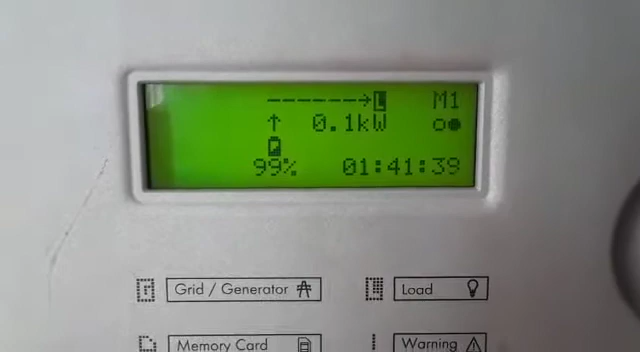 ------→L M1
↑ 0.1kW ○●
99% 01:41:39
G Grid / Generator L Load
Memory Card ! Warning